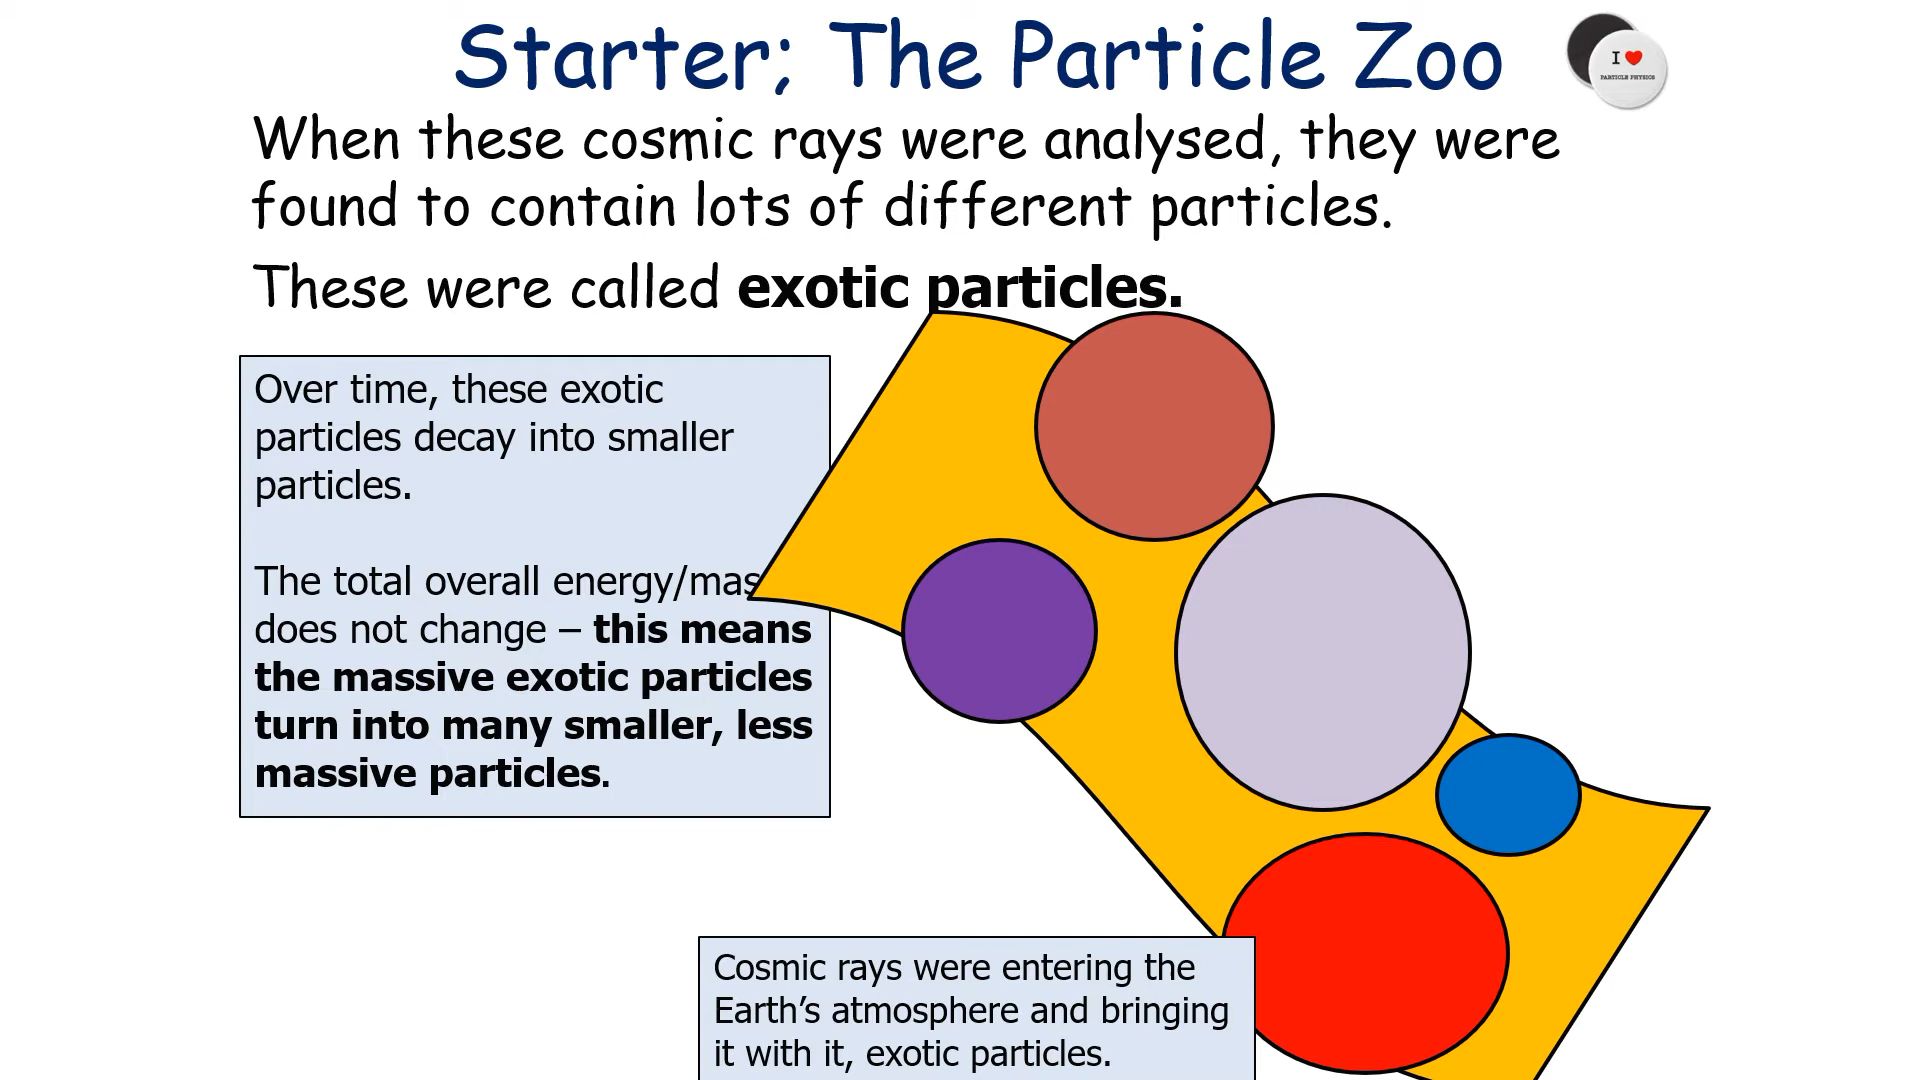 Starter; The Particle Zoo
I
PARTICLE PHYSICS
When these cosmic rays were analysed, they were
found to contain lots of different particles.
These were called exotic particles.
Over time, these exotic
particles decay into smaller
particles.
The total overall energy/mas
does not change – this means
the massive exotic particles
turn into many smaller, less
massive particles.
Cosmic rays were entering the
Earth’s atmosphere and bringing
it with it, exotic particles.